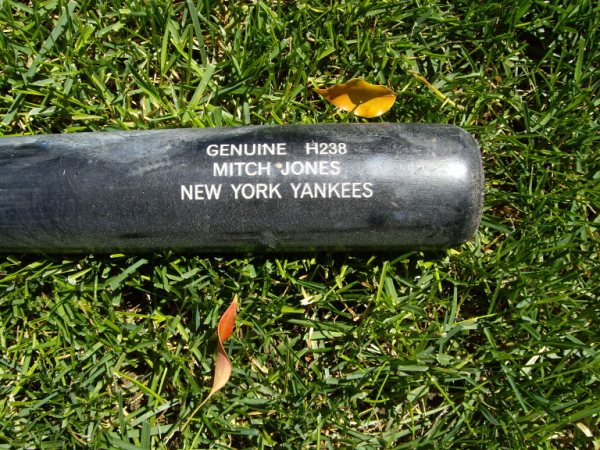 GENUINE H238
MITCH JONES
NEW YORK YANKEES